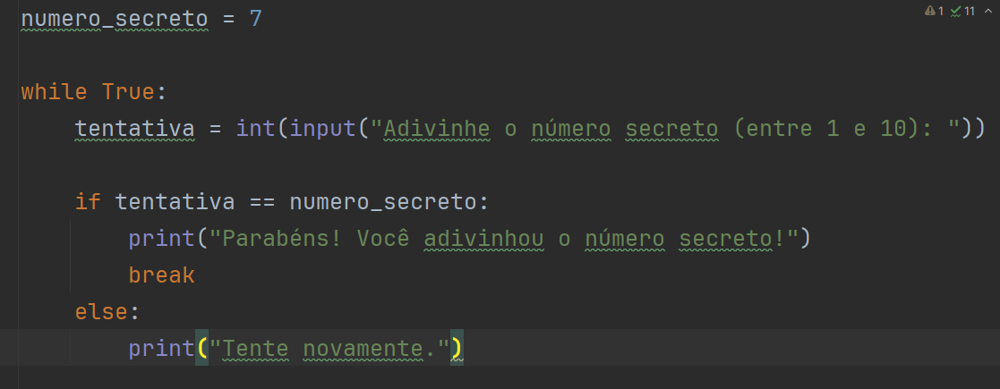 numero_secreto = 7
1 11
while True:
tentativa = int(input("Adivinhe o número secreto (entre 1 e 10): "))
if tentativa == numero_secreto:
print("Parabéns! Você adivinhou o número secreto!")
break
else:
print("Tente novamente.")